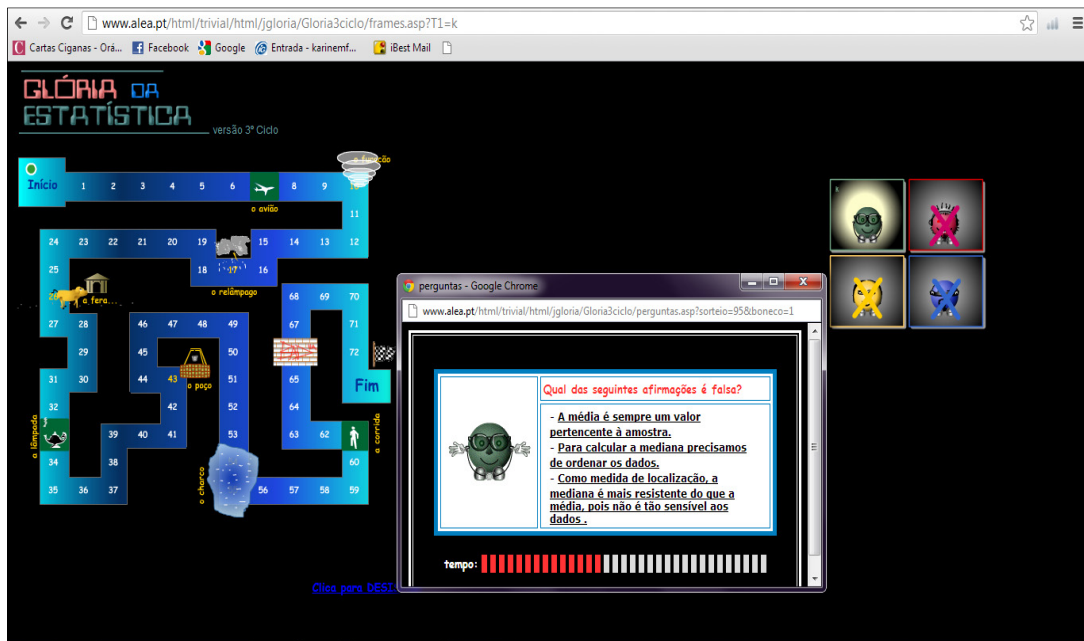 www.alea.pt/html/trivial/html/jgloria/Gloria3ciclo/frames.asp?T1=k
Cartas Ciganas - Orá... Facebook Google Entrada - karinemf... iBest Mail
GLÓRIA DA
ESTATÍSTICA
versão 3º Ciclo
o furacão
Início 1 2 3 4 5 6 8 9 10
o avião
11
24 23 22 21 20 19 15 14 13 12
25 18 17 16
o relâmpago
26 a fera...
68 69 70
27 28 46 47 48 49 67 71
29 45 50 72
31 30 44 43 o poço 51 65 Fim
32 42 52 64
a lâmpada
39 40 41 53 63 62
a corrida
34 38 60
o charco
35 36 37 56 57 58 59
K
perguntas - Google Chrome
www.alea.pt/html/trivial/html/jgloria/Gloria3ciclo/perguntas.asp?sorteio=95&boneco=1
Qual das seguintes afirmações é falsa?
- A média é sempre um valor
pertencente à amostra.
- Para calcular a mediana precisamos
de ordenar os dados.
- Como medida de localização, a
mediana é mais resistente do que a
média, pois não é tão sensível aos
dados .
tempo:
Clica para DESI